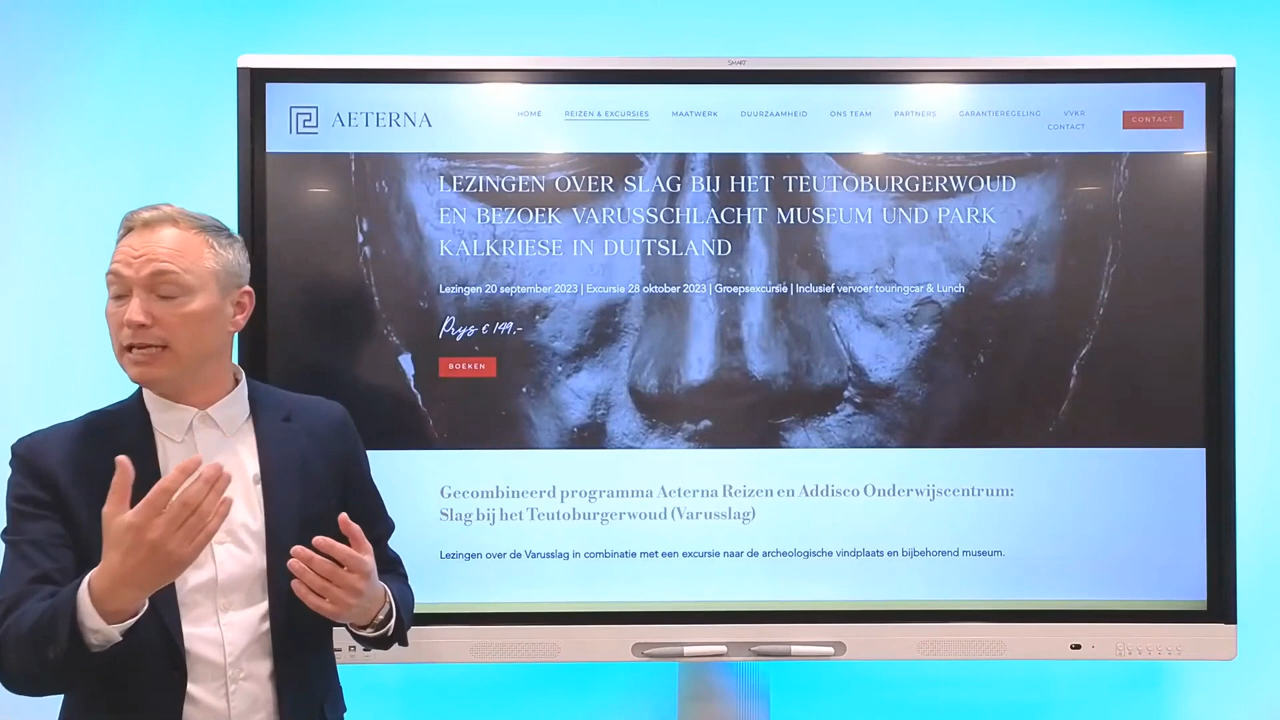 SMART
AETERNA
HOME REIZEN & EXCURSIES MAATWERK DUURZAAMHEID ONS TEAM PARTNERS GARANTIEREGELING VVKR
CONTACT
CONTACT
LEZINGEN OVER SLAG BIJ HET TEUTOBURGERWOUD
EN BEZOEK VARUSSCHLACHT MUSEUM UND PARK
KALKRIESE IN DUITSLAND
Lezingen 20 september 2023 | Excursie 28 oktober 2023 | Groepsexcursie | Inclusief vervoer touringcar & Lunch
Prijs € 149,-
BOEKEN
Gecombineerd programma Aeterna Reizen en Addisco Onderwijscentrum:
Slag bij het Teutoburgerwoud (Varusslag)
Lezingen over de Varusslag in combinatie met een excursie naar de archeologische vindplaats en bijbehorend museum.